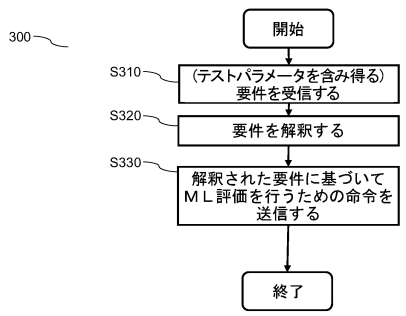 300
開始
S310
(テストパラメータを含み得る)
要件を受信する
S320
要件を解釈する
S330
解釈された要件に基づいて
ML評価を行うための命令を
送信する
終了